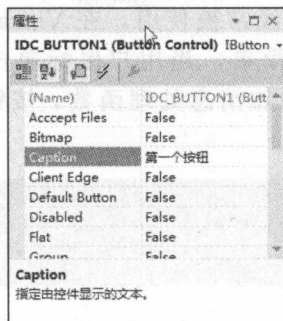 属性
IDC_BUTTON1 (Button Control) IButton
(Name) IDC_BUTTON1 (Butt
Acccept Files False
Bitmap False
Caption 第一个按钮
Client Edge False
Default Button False
Disabled False
Flat False
Group False
Caption
指定由控件显示的文本。